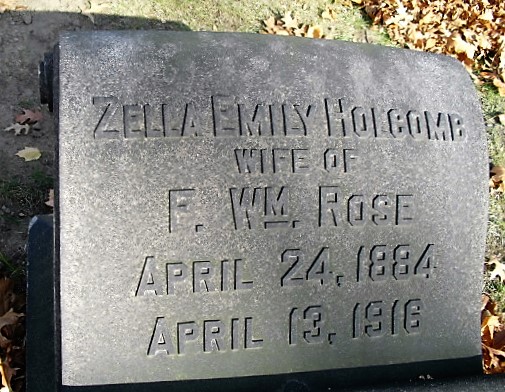 ZELLA EMILY HOLCOMB
WIFE OF
F. WM. ROSE
APRIL 24, 1884
APRIL 13, 1916